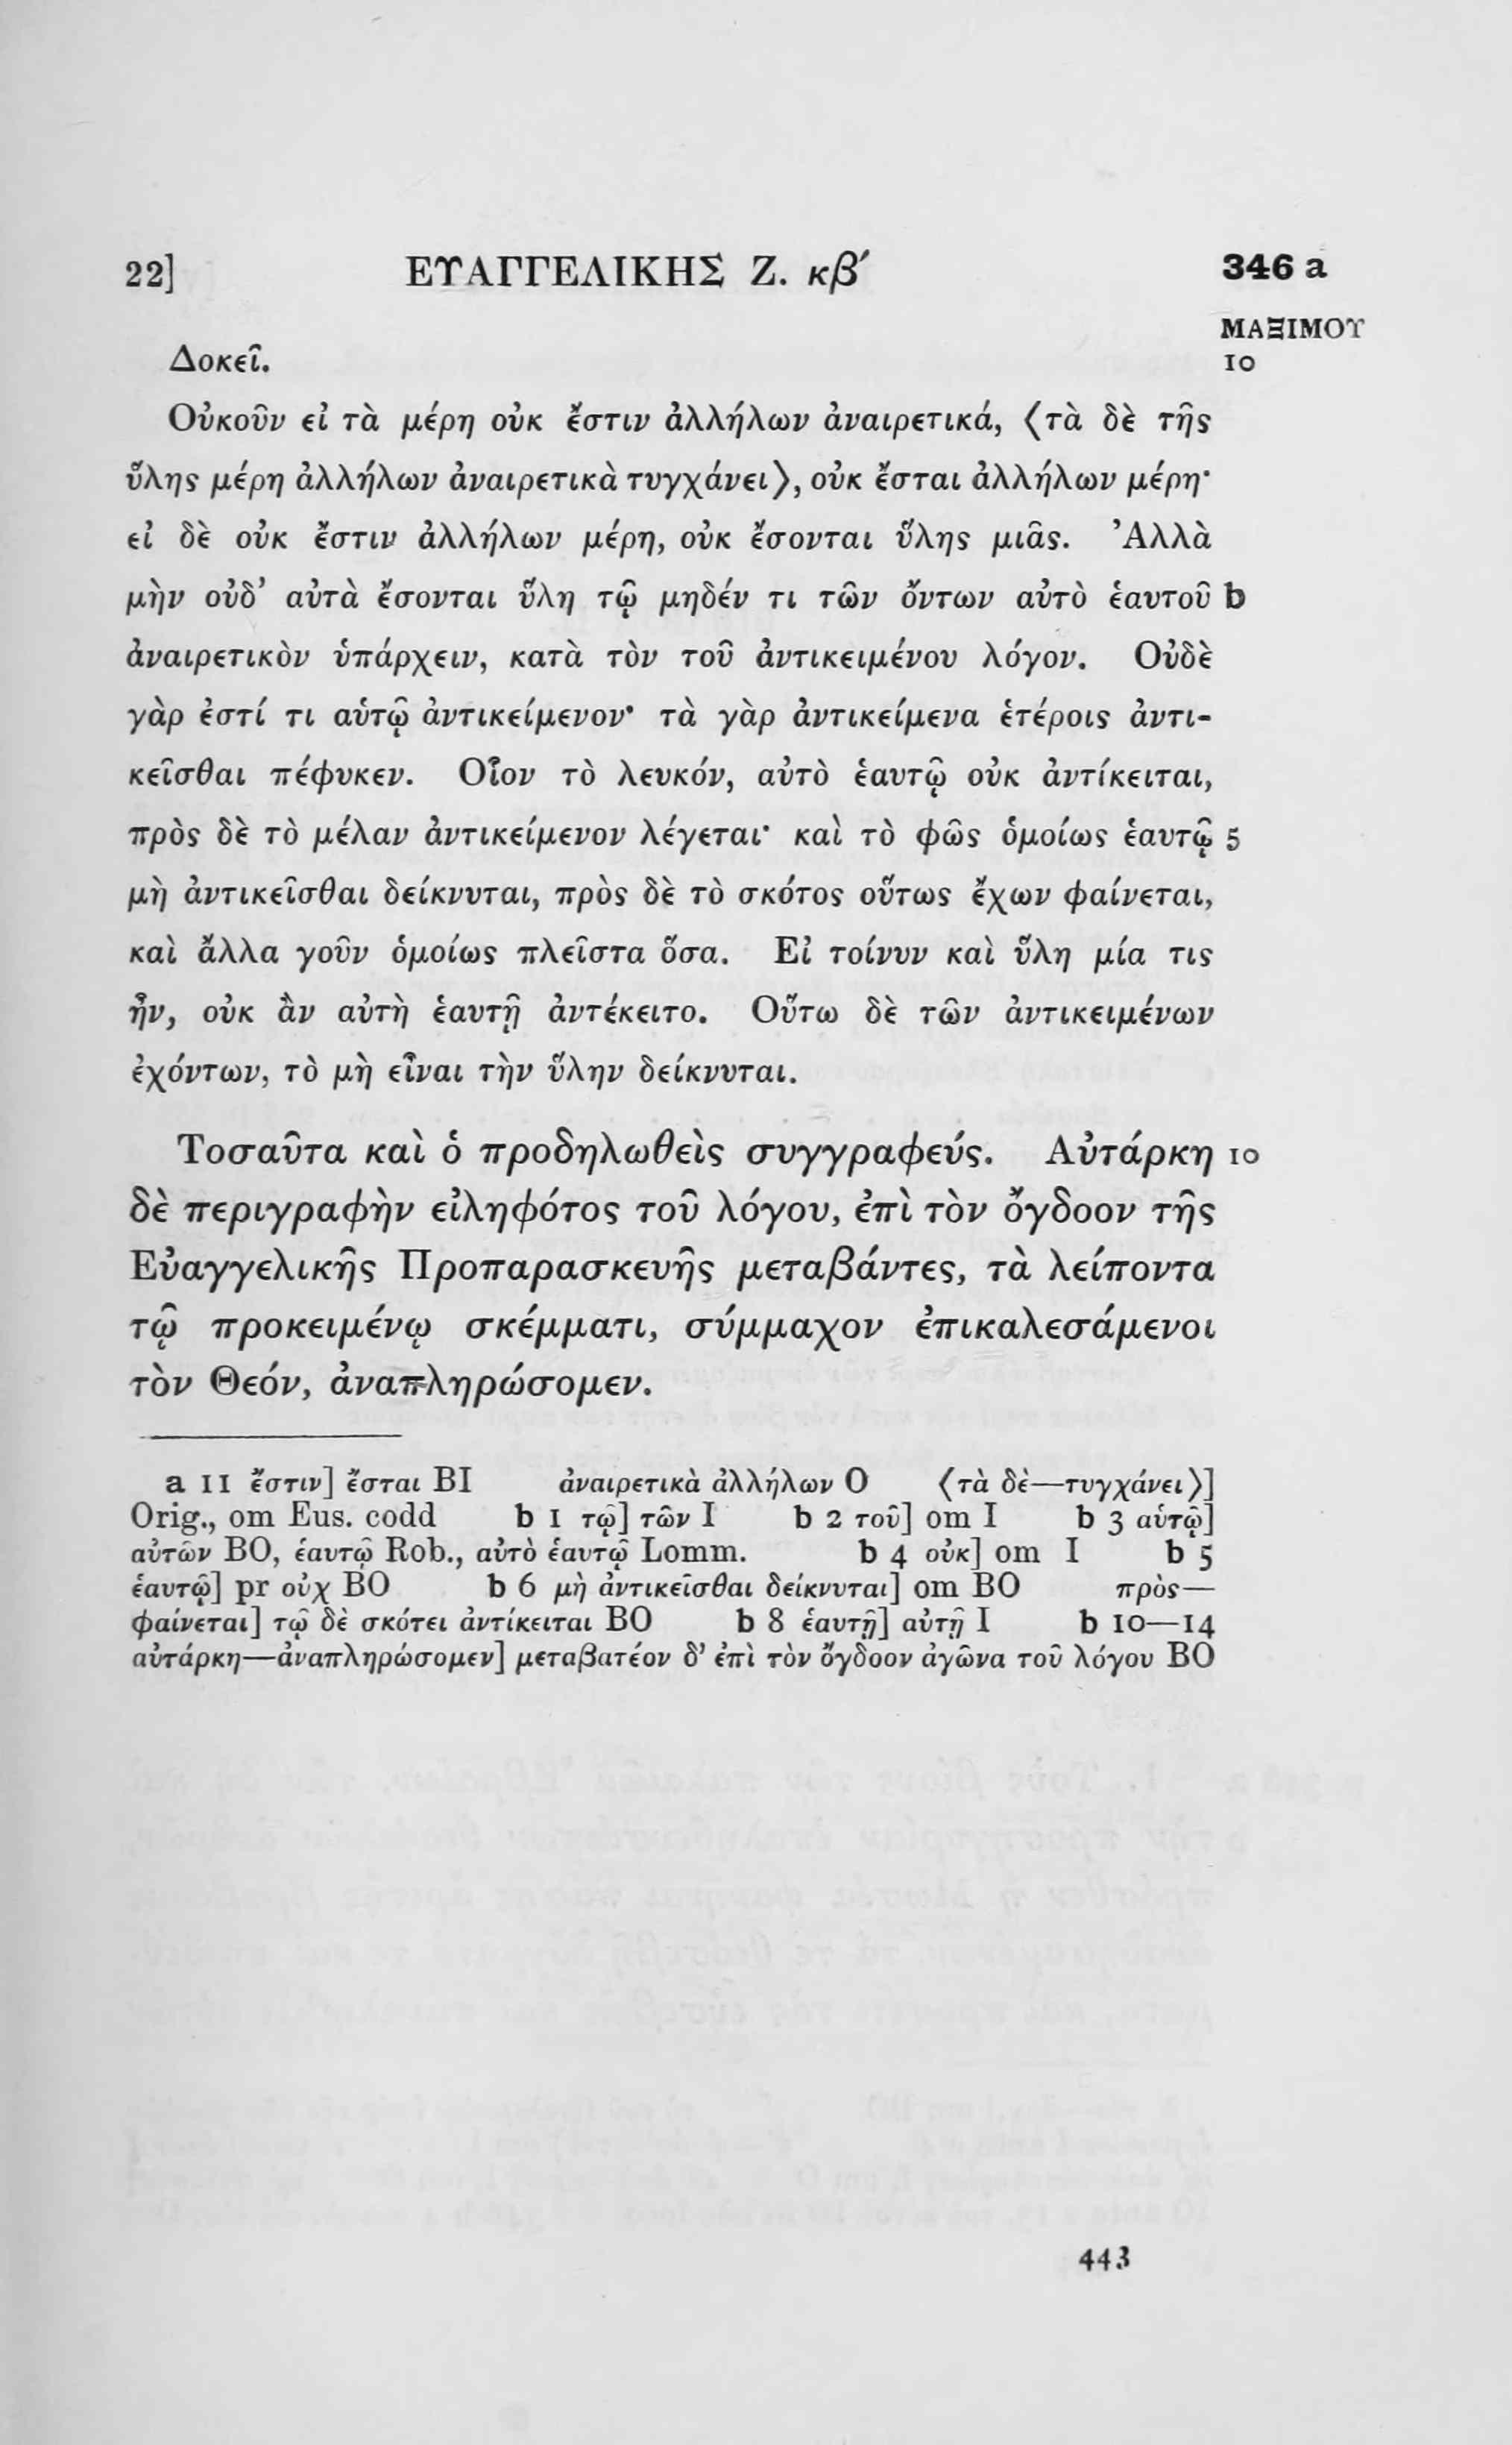 22] ΕΥΑΓΓΕΛΙΚΗΣ Ζ. κβ′ 346 a
ΜΑΞΙΜΟΥ
Δοκεῖ. 10
Οὐκοῦν εἰ τὰ μέρη οὐκ ἔστιν ἀλλήλων ἀναιρετικά, ⟨τὰ δὲ τῆς
ὕλης μέρη ἀλλήλων ἀναιρετικὰ τυγχάνει⟩, οὐκ ἔσται ἀλλήλων μέρη·
εἰ δὲ οὐκ ἔστιν ἀλλήλων μέρη, οὐκ ἔσονται ὕλης μιᾶς. Ἀλλὰ
μὴν οὐδ’ αὐτὰ ἔσονται ὕλη τῷ μηδέν τι τῶν ὄντων αὐτὸ ἑαυτοῦ b
ἀναιρετικὸν ὑπάρχειν, κατὰ τὸν τοῦ ἀντικειμένου λόγον. Οὐδὲ
γὰρ ἐστί τι αὑτῷ ἀντικείμενον· τὰ γὰρ ἀντικείμενα ἑτέροις ἀντι-
κεῖσθαι πέφυκεν. Οἷον τὸ λευκόν, αὐτὸ ἑαυτῷ οὐκ ἀντίκειται,
πρὸς δὲ τὸ μέλαν ἀντικείμενον λέγεται· καὶ τὸ φῶς ὁμοίως ἑαυτῷ 5
μὴ ἀντικεῖσθαι δείκνυται, πρὸς δὲ τὸ σκότος οὕτως ἔχων φαίνεται,
καὶ ἄλλα γοῦν ὁμοίως πλεῖστα ὅσα. Εἰ τοίνυν καὶ ὕλη μία τις
ἦν, οὐκ ἂν αὐτὴ ἑαυτῇ ἀντέκειτο. Οὕτω δὲ τῶν ἀντικειμένων
ἐχόντων, τὸ μὴ εἶναι τὴν ὕλην δείκνυται.
Τοσαῦτα καὶ ὁ προδηλωθεὶς συγγραφεύς. Αὐτάρκη 10
δὲ περιγραφὴν εἰληφότος τοῦ λόγου, ἐπὶ τὸν ὄγδοον τῆς
Εὐαγγελικῆς Προπαρασκευῆς μεταβάντες, τὰ λείποντα
τῷ προκειμένῳ σκέμματι, σύμμαχον ἐπικαλεσάμενοι
τὸν Θεόν, ἀναπληρώσομεν.
a 11 ἔστιν] ἔσται BI ἀναιρετικὰ ἀλλήλων O ⟨τὰ δὲ—τυγχάνει⟩]
Orig., om Eus. codd b 1 τῷ] τῶν I b 2 τοῦ] om I b 3 αὑτῷ]
αὐτῶν BO, ἑαυτῷ Rob., αὐτὸ ἑαυτῷ Lomm. b 4 οὐκ] om I b 5
ἑαυτῷ] pr οὐχ BO b 6 μὴ ἀντικεῖσθαι δείκνυται] om BO πρὸς—
φαίνεται] τῷ δὲ σκότει ἀντίκειται BO b 8 ἑαυτῇ] αὐτῇ I b 10—14
αὐτάρκη—ἀναπληρώσομεν] μεταβατέον δ’ ἐπὶ τὸν ὄγδοον ἀγῶνα τοῦ λόγου BO
443